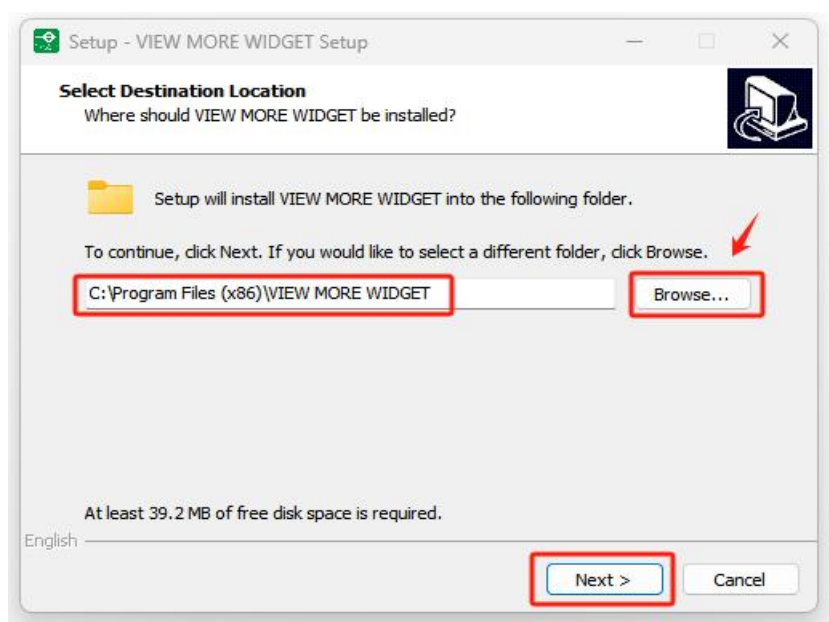 Setup - VIEW MORE WIDGET Setup
Select Destination Location
Where should VIEW MORE WIDGET be installed?
Setup will install VIEW MORE WIDGET into the following folder.
To continue, click Next. If you would like to select a different folder, click Browse.
C:\Program Files (x86)\VIEW MORE WIDGET
Browse...
At least 39.2 MB of free disk space is required.
English
Next >
Cancel